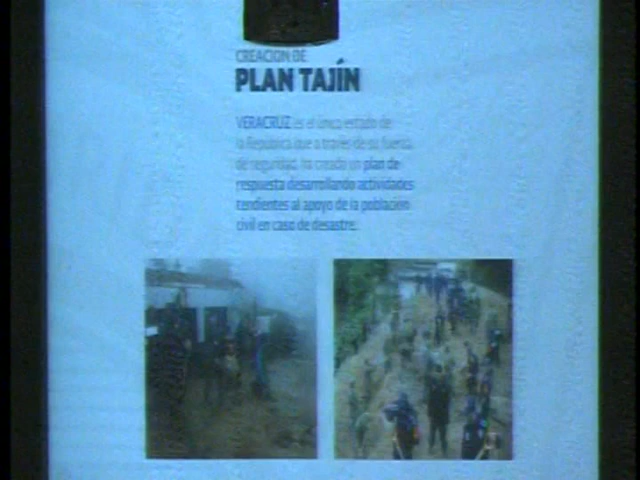 CREACIÓN DE
PLAN TAJÍN
VERACRUZ es el único estado de
la República que a través de su fuerza
de seguridad, ha creado un plan de
respuesta desarrollando actividades
tendientes al apoyo de la población
civil en caso de desastre.